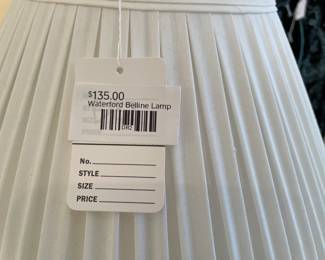 $135.00
Waterford Belline Lamp
No.
STYLE
SIZE
PRICE